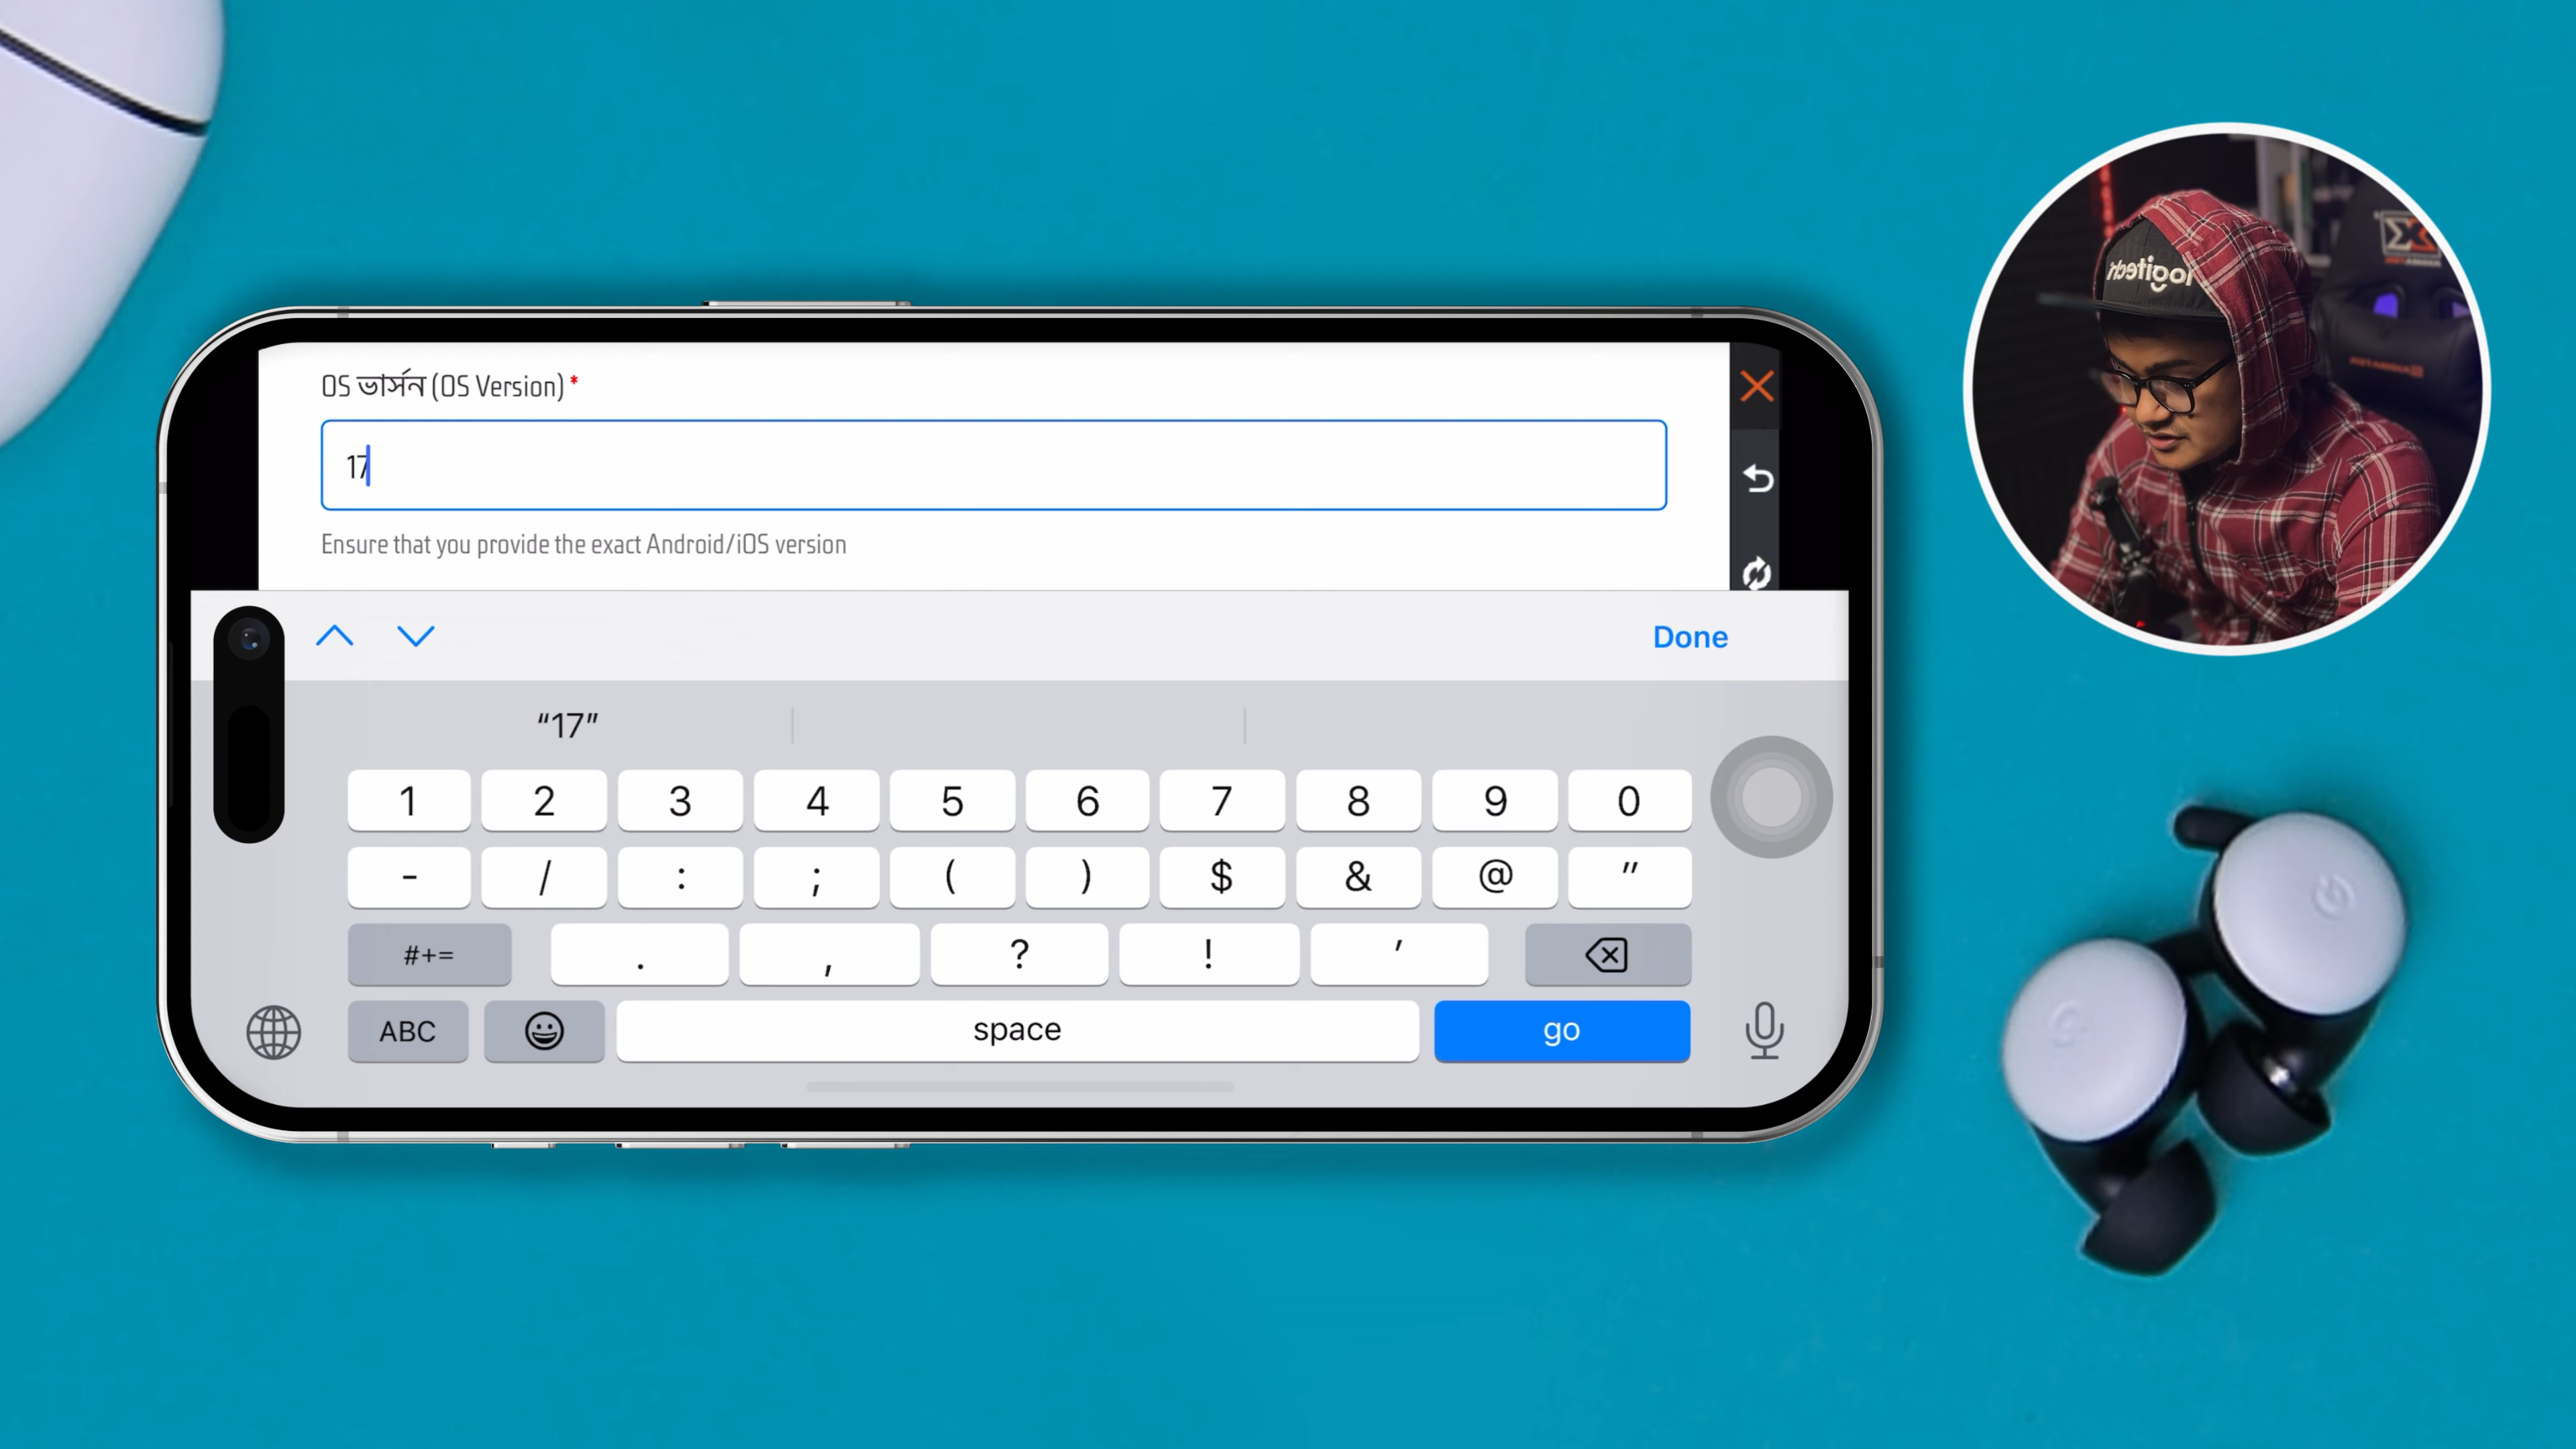 OS ভার্সন (OS Version) *
17
Ensure that you provide the exact Android/iOS version
Done
“17”
1 2 3 4 5 6 7 8 9 0
- / : ; ( ) $ & @ "
#+= . , ? ! '
ABC space go
logitech